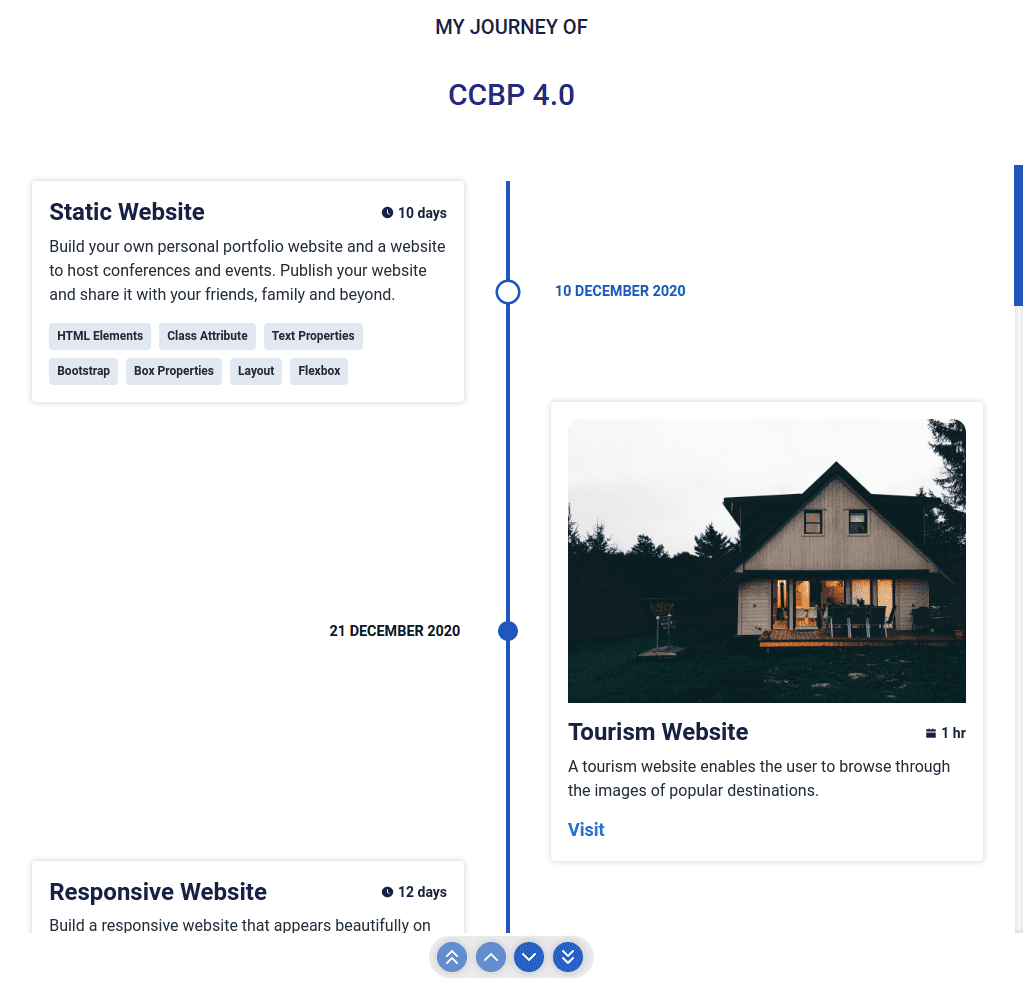 MY JOURNEY OF
CCBP 4.0
Static Website
10 days
Build your own personal portfolio website and a website
to host conferences and events. Publish your website
and share it with your friends, family and beyond.
HTML Elements Class Attribute Text Properties
Bootstrap Box Properties Layout Flexbox
10 DECEMBER 2020
21 DECEMBER 2020
Tourism Website
1 hr
A tourism website enables the user to browse through
the images of popular destinations.
Visit
Responsive Website
12 days
Build a responsive website that appears beautifully on